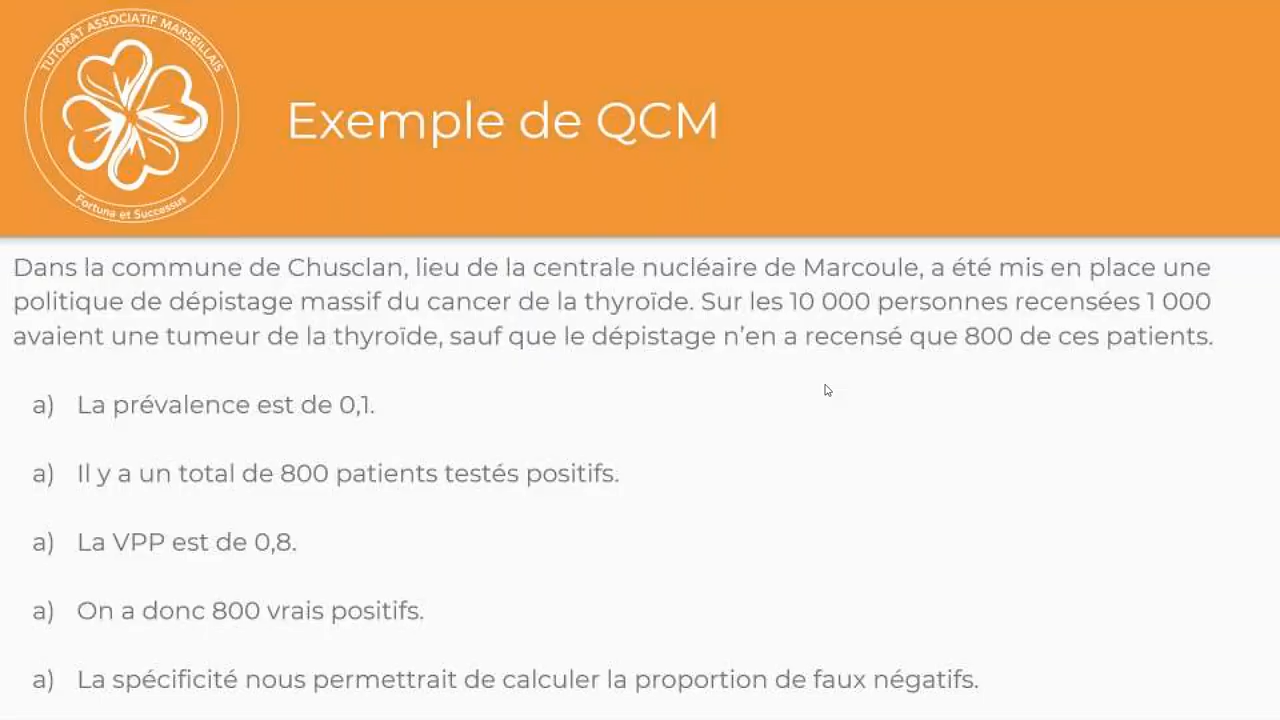 TUTORAT ASSOCIATIF MARSEILLAIS
Fortuna et Successus
Exemple de QCM
Dans la commune de Chusclan, lieu de la centrale nucléaire de Marcoule, a été mis en place une
politique de dépistage massif du cancer de la thyroïde. Sur les 10 000 personnes recensées 1 000
avaient une tumeur de la thyroïde, sauf que le dépistage n’en a recensé que 800 de ces patients.
a) La prévalence est de 0,1.
a) Il y a un total de 800 patients testés positifs.
a) La VPP est de 0,8.
a) On a donc 800 vrais positifs.
a) La spécificité nous permettrait de calculer la proportion de faux négatifs.